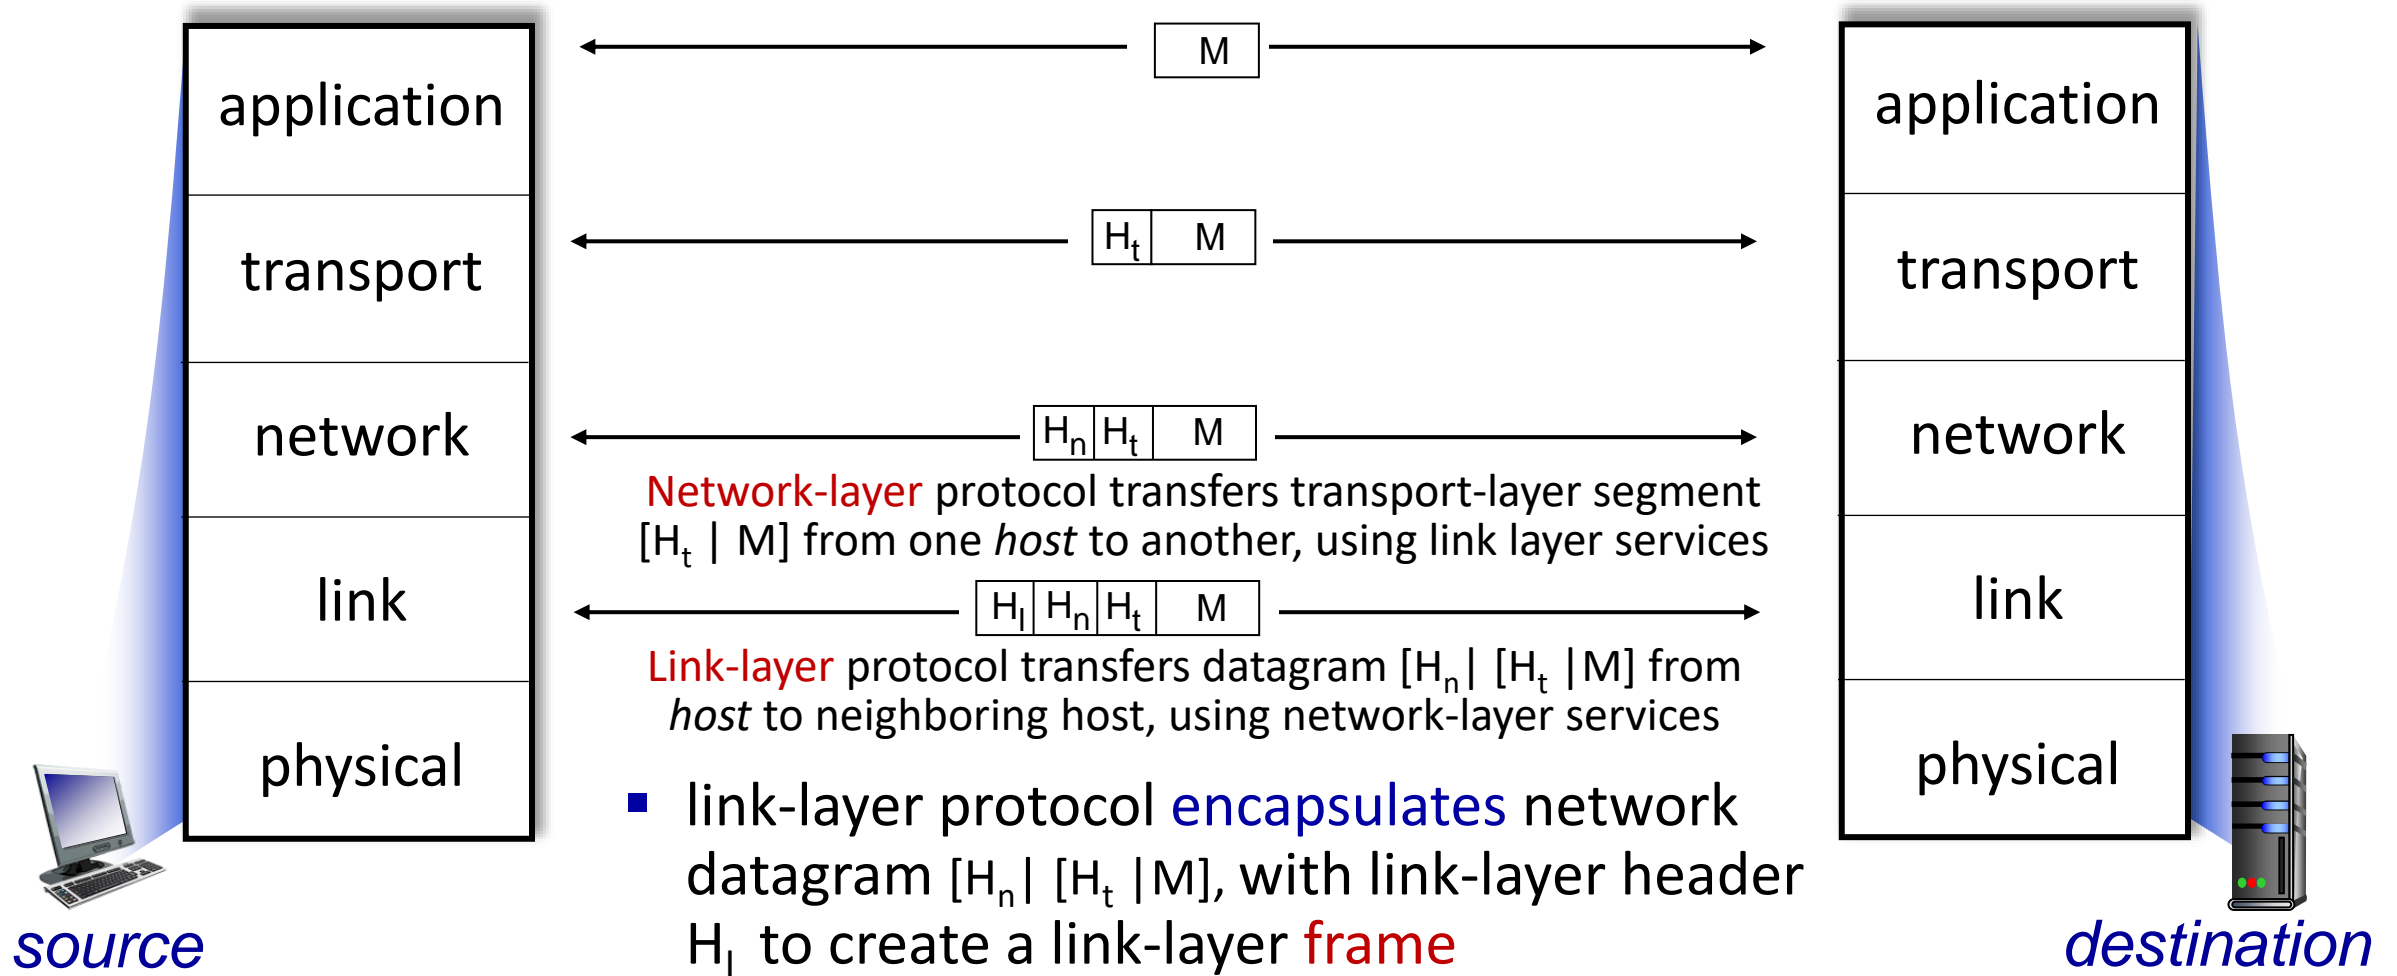 M
application
application
Ht M
transport
transport
Hn Ht M
network
network
Network-layer protocol transfers transport-layer segment
[Ht | M] from one host to another, using link layer services
link
link
Hl Hn Ht M
Link-layer protocol transfers datagram [Hn| [Ht |M] from
host to neighboring host, using network-layer services
physical
physical
▪ link-layer protocol encapsulates network
datagram [Hn| [Ht |M], with link-layer header
Hl to create a link-layer frame
source
destination